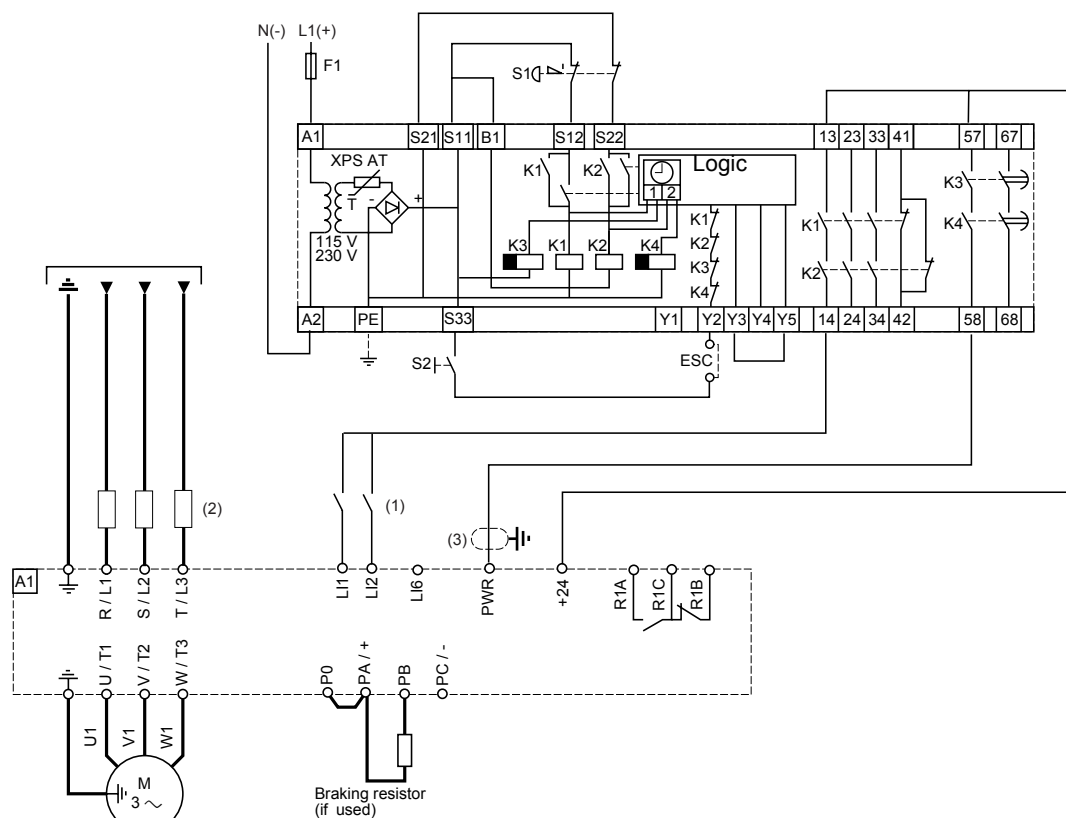 N(-) L1(+)
F1
S1
A1 S21 S11 B1 S12 S22 13 23 33 41 57 67
XPS AT
Logic
K1 K2
1 2
T - +
115 V
230 V
K3 K1 K2 K4
K1
K2
K3
K4
K1
K2
K3
K4
A2 PE S33 Y1 Y2 Y3 Y4 Y5 14 24 34 42 58 68
S2
ESC
(1)
(2)
(3)
A1
R / L1
S / L2
T / L3
LI1
LI2
LI6
PWR
+24
R1A
R1C
R1B
U / T1
V / T2
W / T3
P0
PA / +
PB
PC / -
U1
V1
W1
M
3
Braking resistor
(if used)